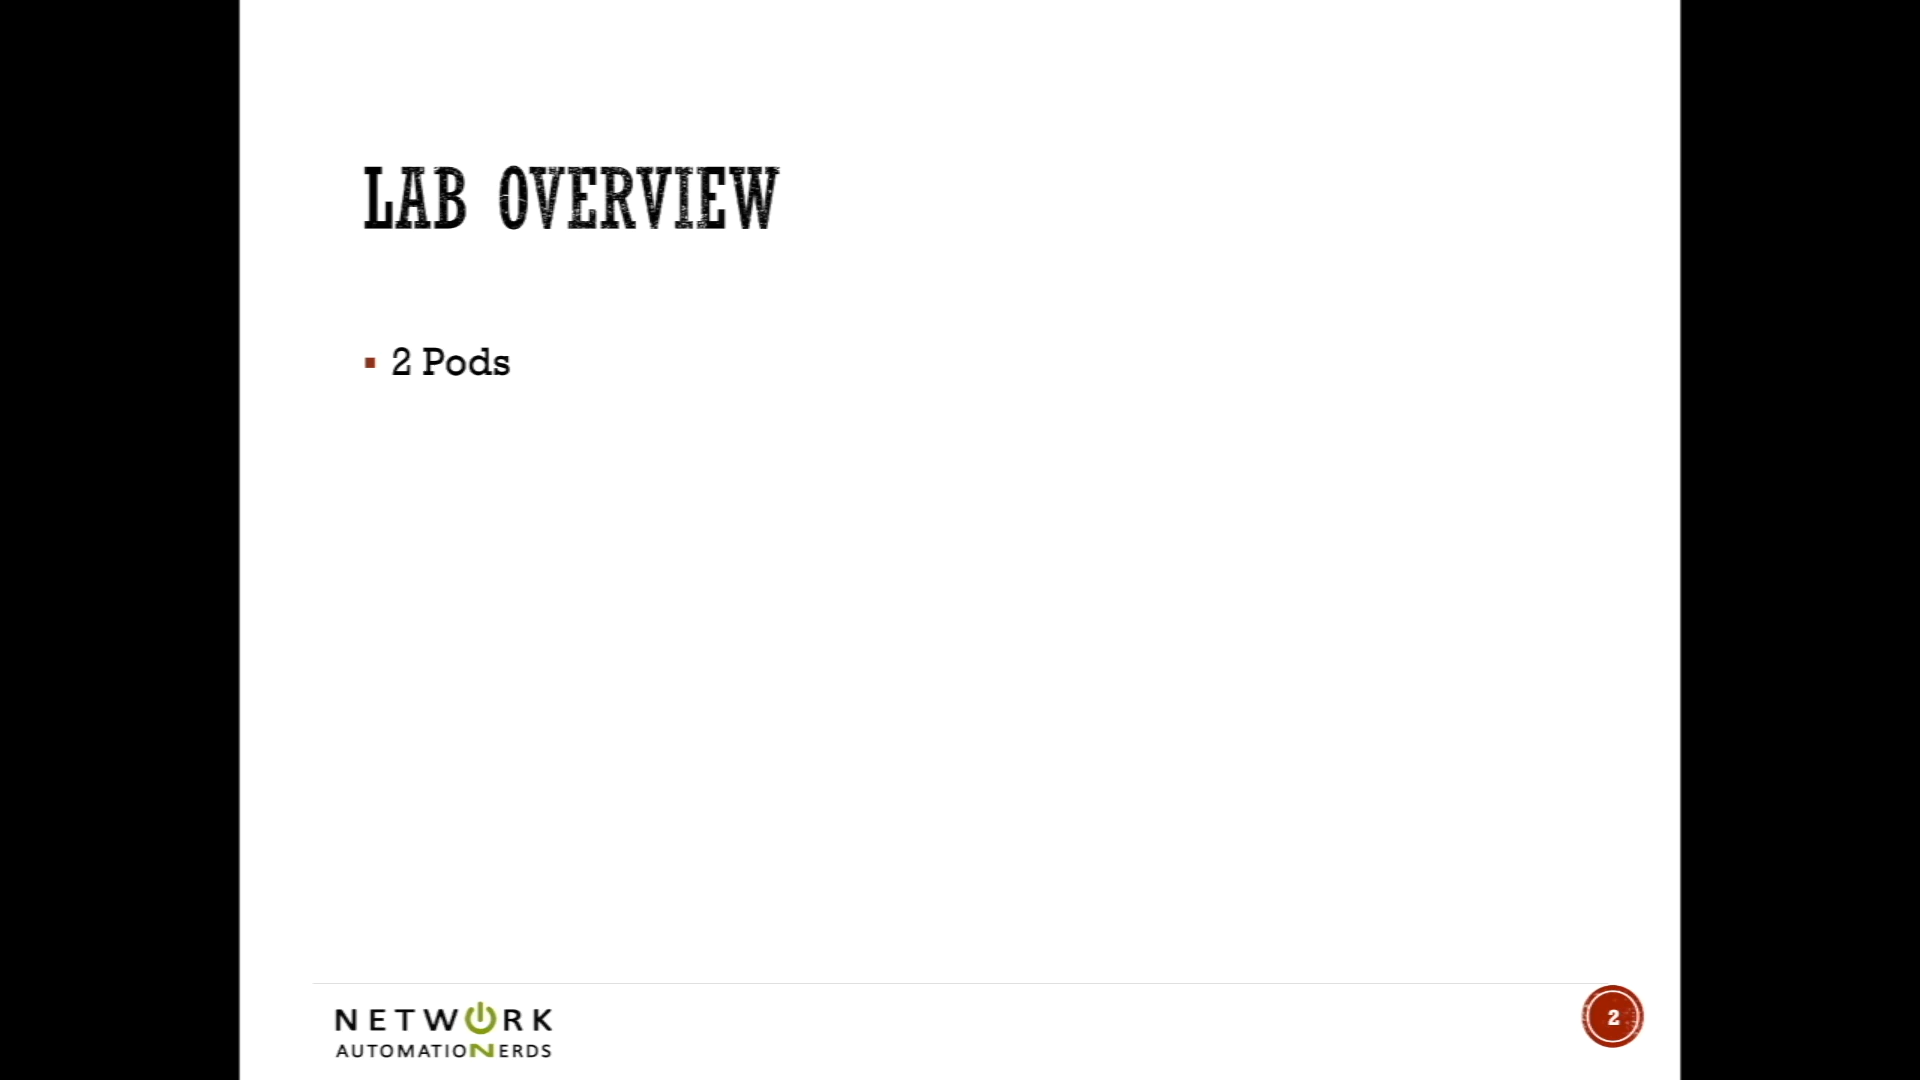 LAB OVERVIEW
▪ 2 Pods
NETWORK
AUTOMATIONERDS
2